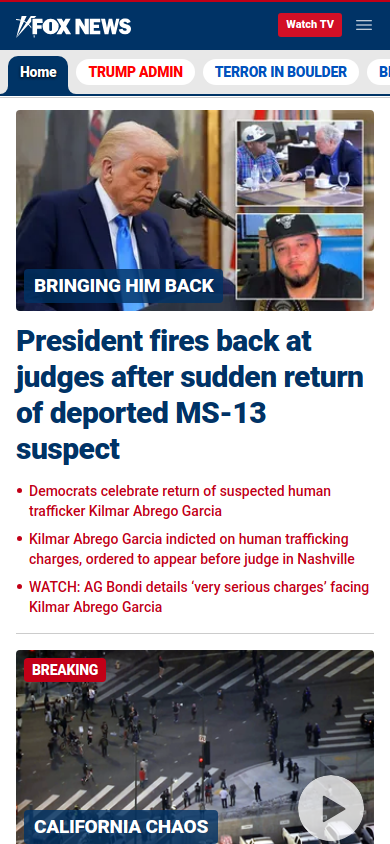 FOX NEWS
Watch TV
Home
TRUMP ADMIN
TERROR IN BOULDER
BRINGING HIM BACK
President fires back at
judges after sudden return
of deported MS-13
suspect
• Democrats celebrate return of suspected human
trafficker Kilmar Abrego Garcia
• Kilmar Abrego Garcia indicted on human trafficking
charges, ordered to appear before judge in Nashville
• WATCH: AG Bondi details ‘very serious charges’ facing
Kilmar Abrego Garcia
BREAKING
CALIFORNIA CHAOS